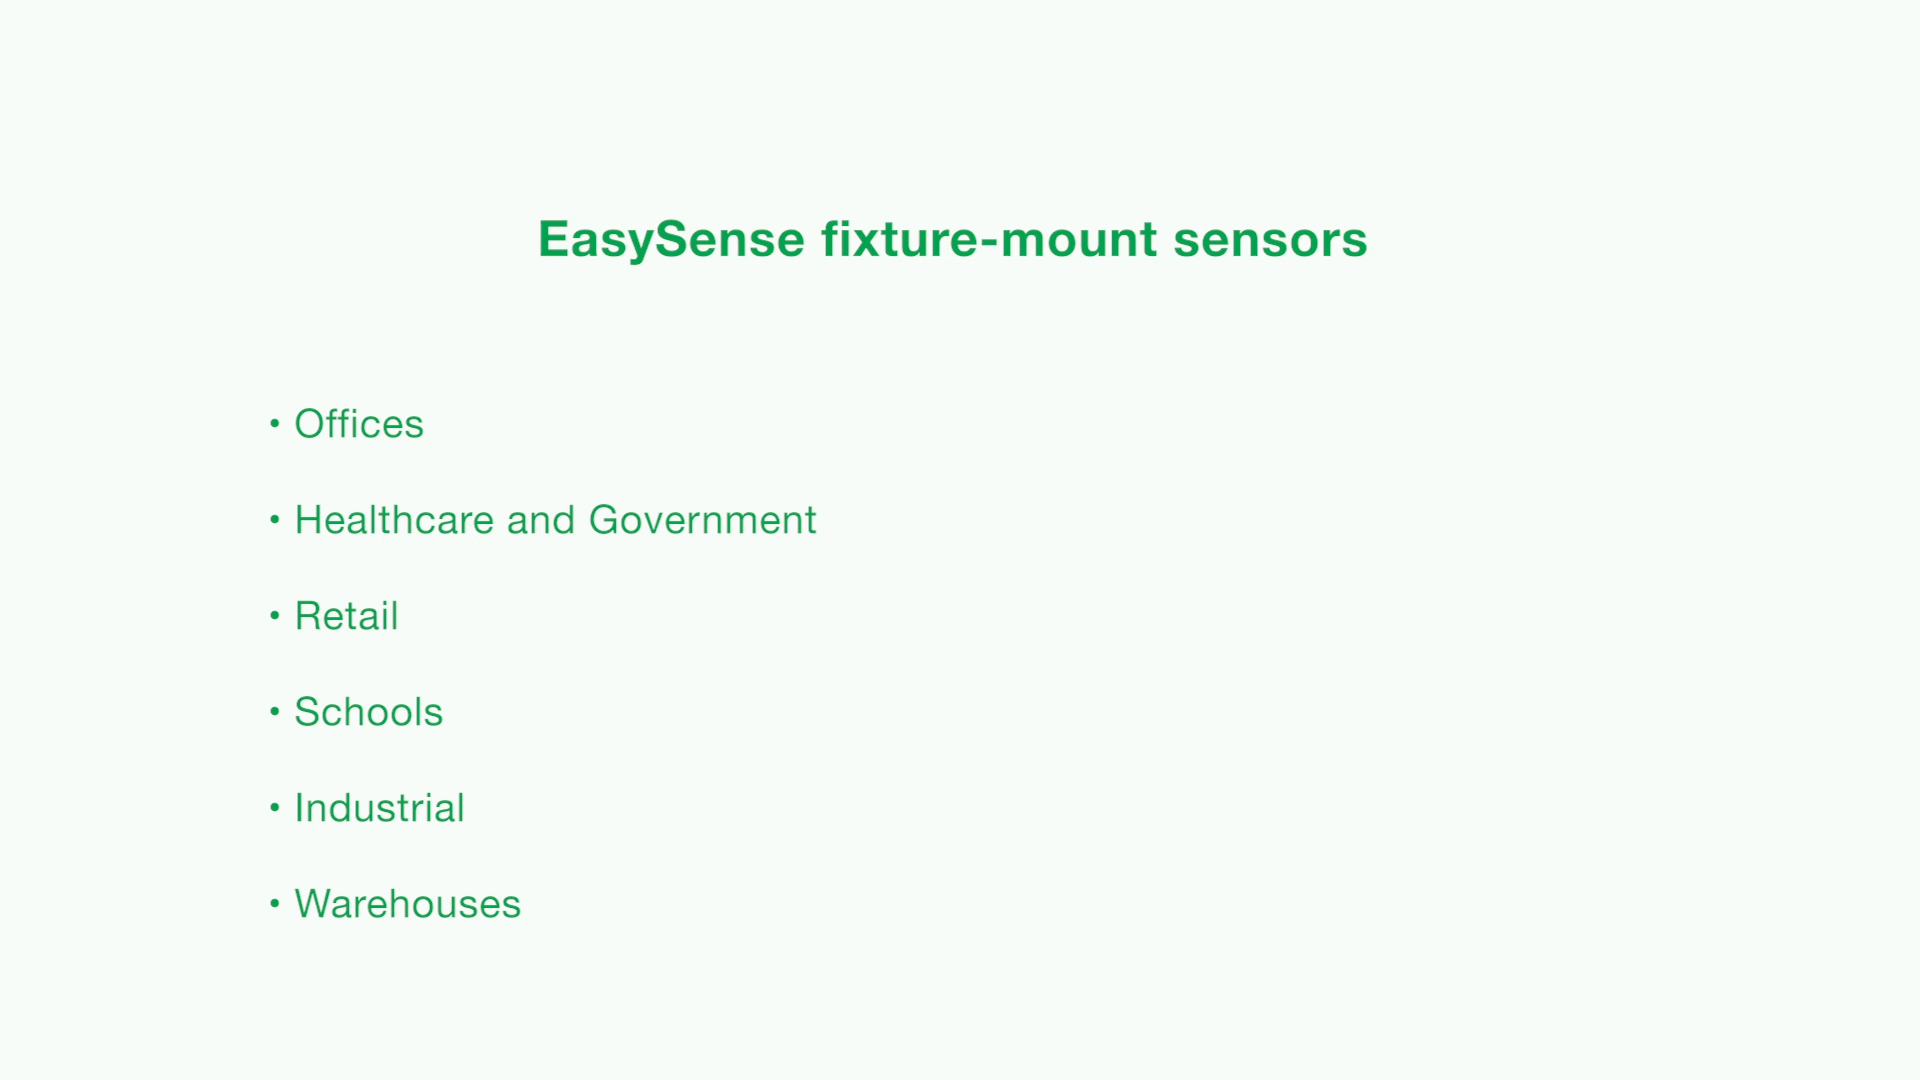 EasySense fixture-mount sensors
• Offices
• Healthcare and Government
• Retail
• Schools
• Industrial
• Warehouses